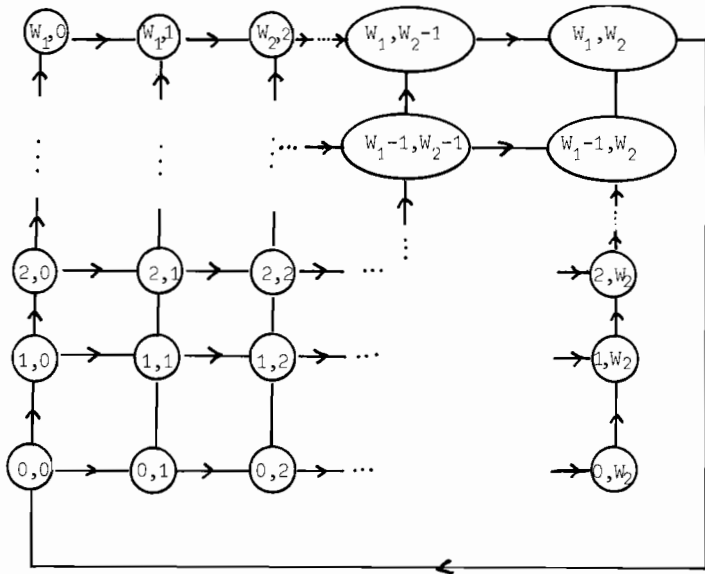 W₁,0 W₁,1 W₂,2 ... W₁,W₂-1 W₁,W₂
... W₁-1,W₂-1 W₁-1,W₂
2,0 2,1 2,2 ... 2,W₂
1,0 1,1 1,2 ... 1,W₂
0,0 0,1 0,2 ... 0,W₂